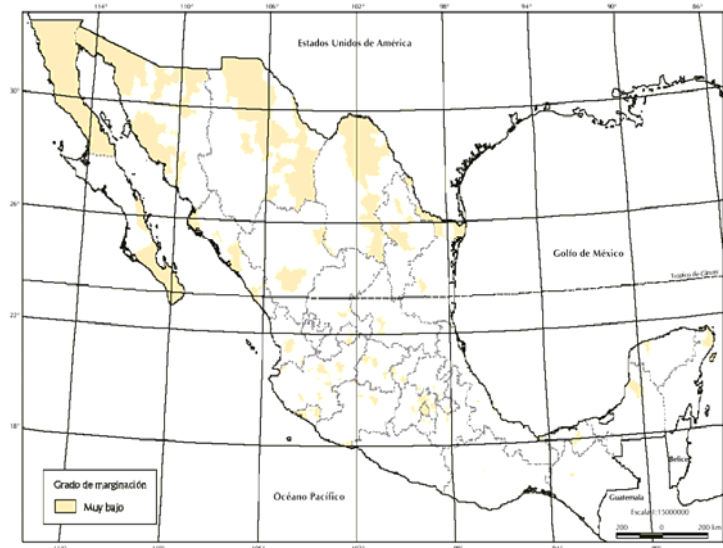 114° 110° 106° 102° 98° 94° 90° 86°
Estados Unidos de América
30°
26°
Golfo de México
Trópico de Cáncer
22°
18°
Grado de marginación
Muy bajo
Océano Pacífico
Belice
Guatemala
Escala 1:15000000
200 0 200 km